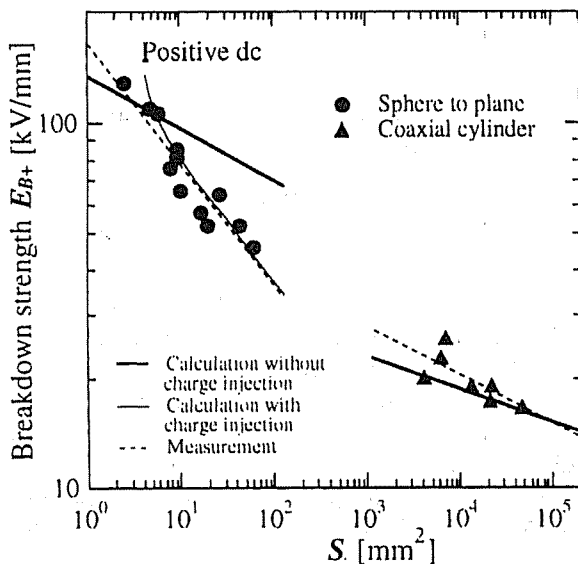 Positive dc
Sphere to plane
Coaxial cylinder
100
Breakdown strength E_B+ [kV/mm]
Calculation without
charge injection
Calculation with
charge injection
Measurement
10
10^0 10^1 10^2 10^3 10^4 10^5
S. [mm^2]